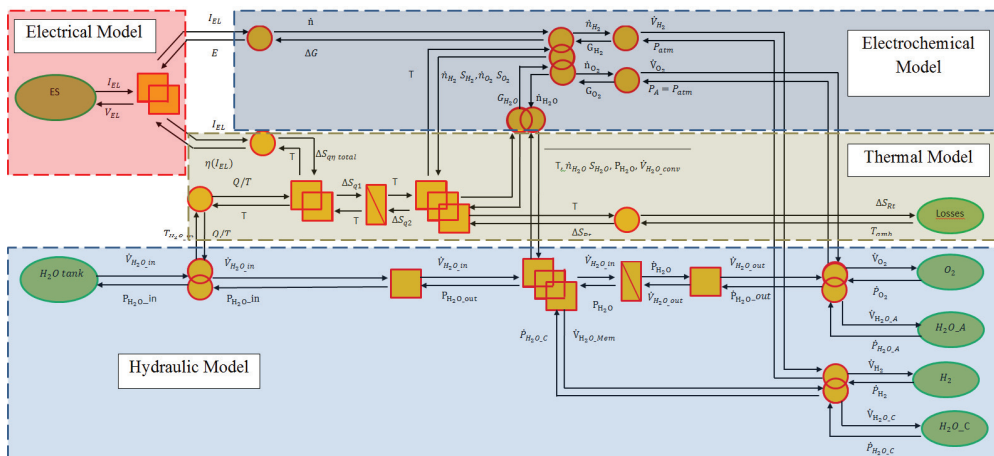 Electrical Model
I_EL
ṅ
E
ΔG
ṅ_H₂
G_H₂
V̇_H₂
P_atm
Electrochemical Model
ES
I_EL
V_EL
T
ṅ_H₂ S_H₂, ṅ_O₂ S_O₂
ṅ_O₂
G_O₂
V̇_O₂
P_A = P_atm
G_H₂O
ṅ_H₂O
I_EL
η(I_EL)
T
ΔS_qη total
T., ṅ_H₂O S_H₂O, P_H₂O, V̇_H₂O_conv
Thermal Model
Q/T
T
ΔS_q1
T
T
ΔS_q2
T
ΔS_Rt
Losses
T_amb
T_H₂O_in
Q/T
H₂O tank
V̇_H₂O_in
P_H₂O_in
V̇_H₂O_in
P_H₂O_in
V̇_H₂O_in
P_H₂O_out
V̇_H₂O_in
P_H₂O
Ṗ_H₂O
V̇_H₂O_out
V̇_H₂O_out
Ṗ_H₂O_out
V̇_O₂
Ṗ_O₂
O₂
Ṗ_H₂O_C
V̇_H₂O_Mem
V̇_H₂O_A
Ṗ_H₂O_A
H₂O_A
Hydraulic Model
V̇_H₂
Ṗ_H₂
H₂
V̇_H₂O_C
Ṗ_H₂O_C
H₂O_C